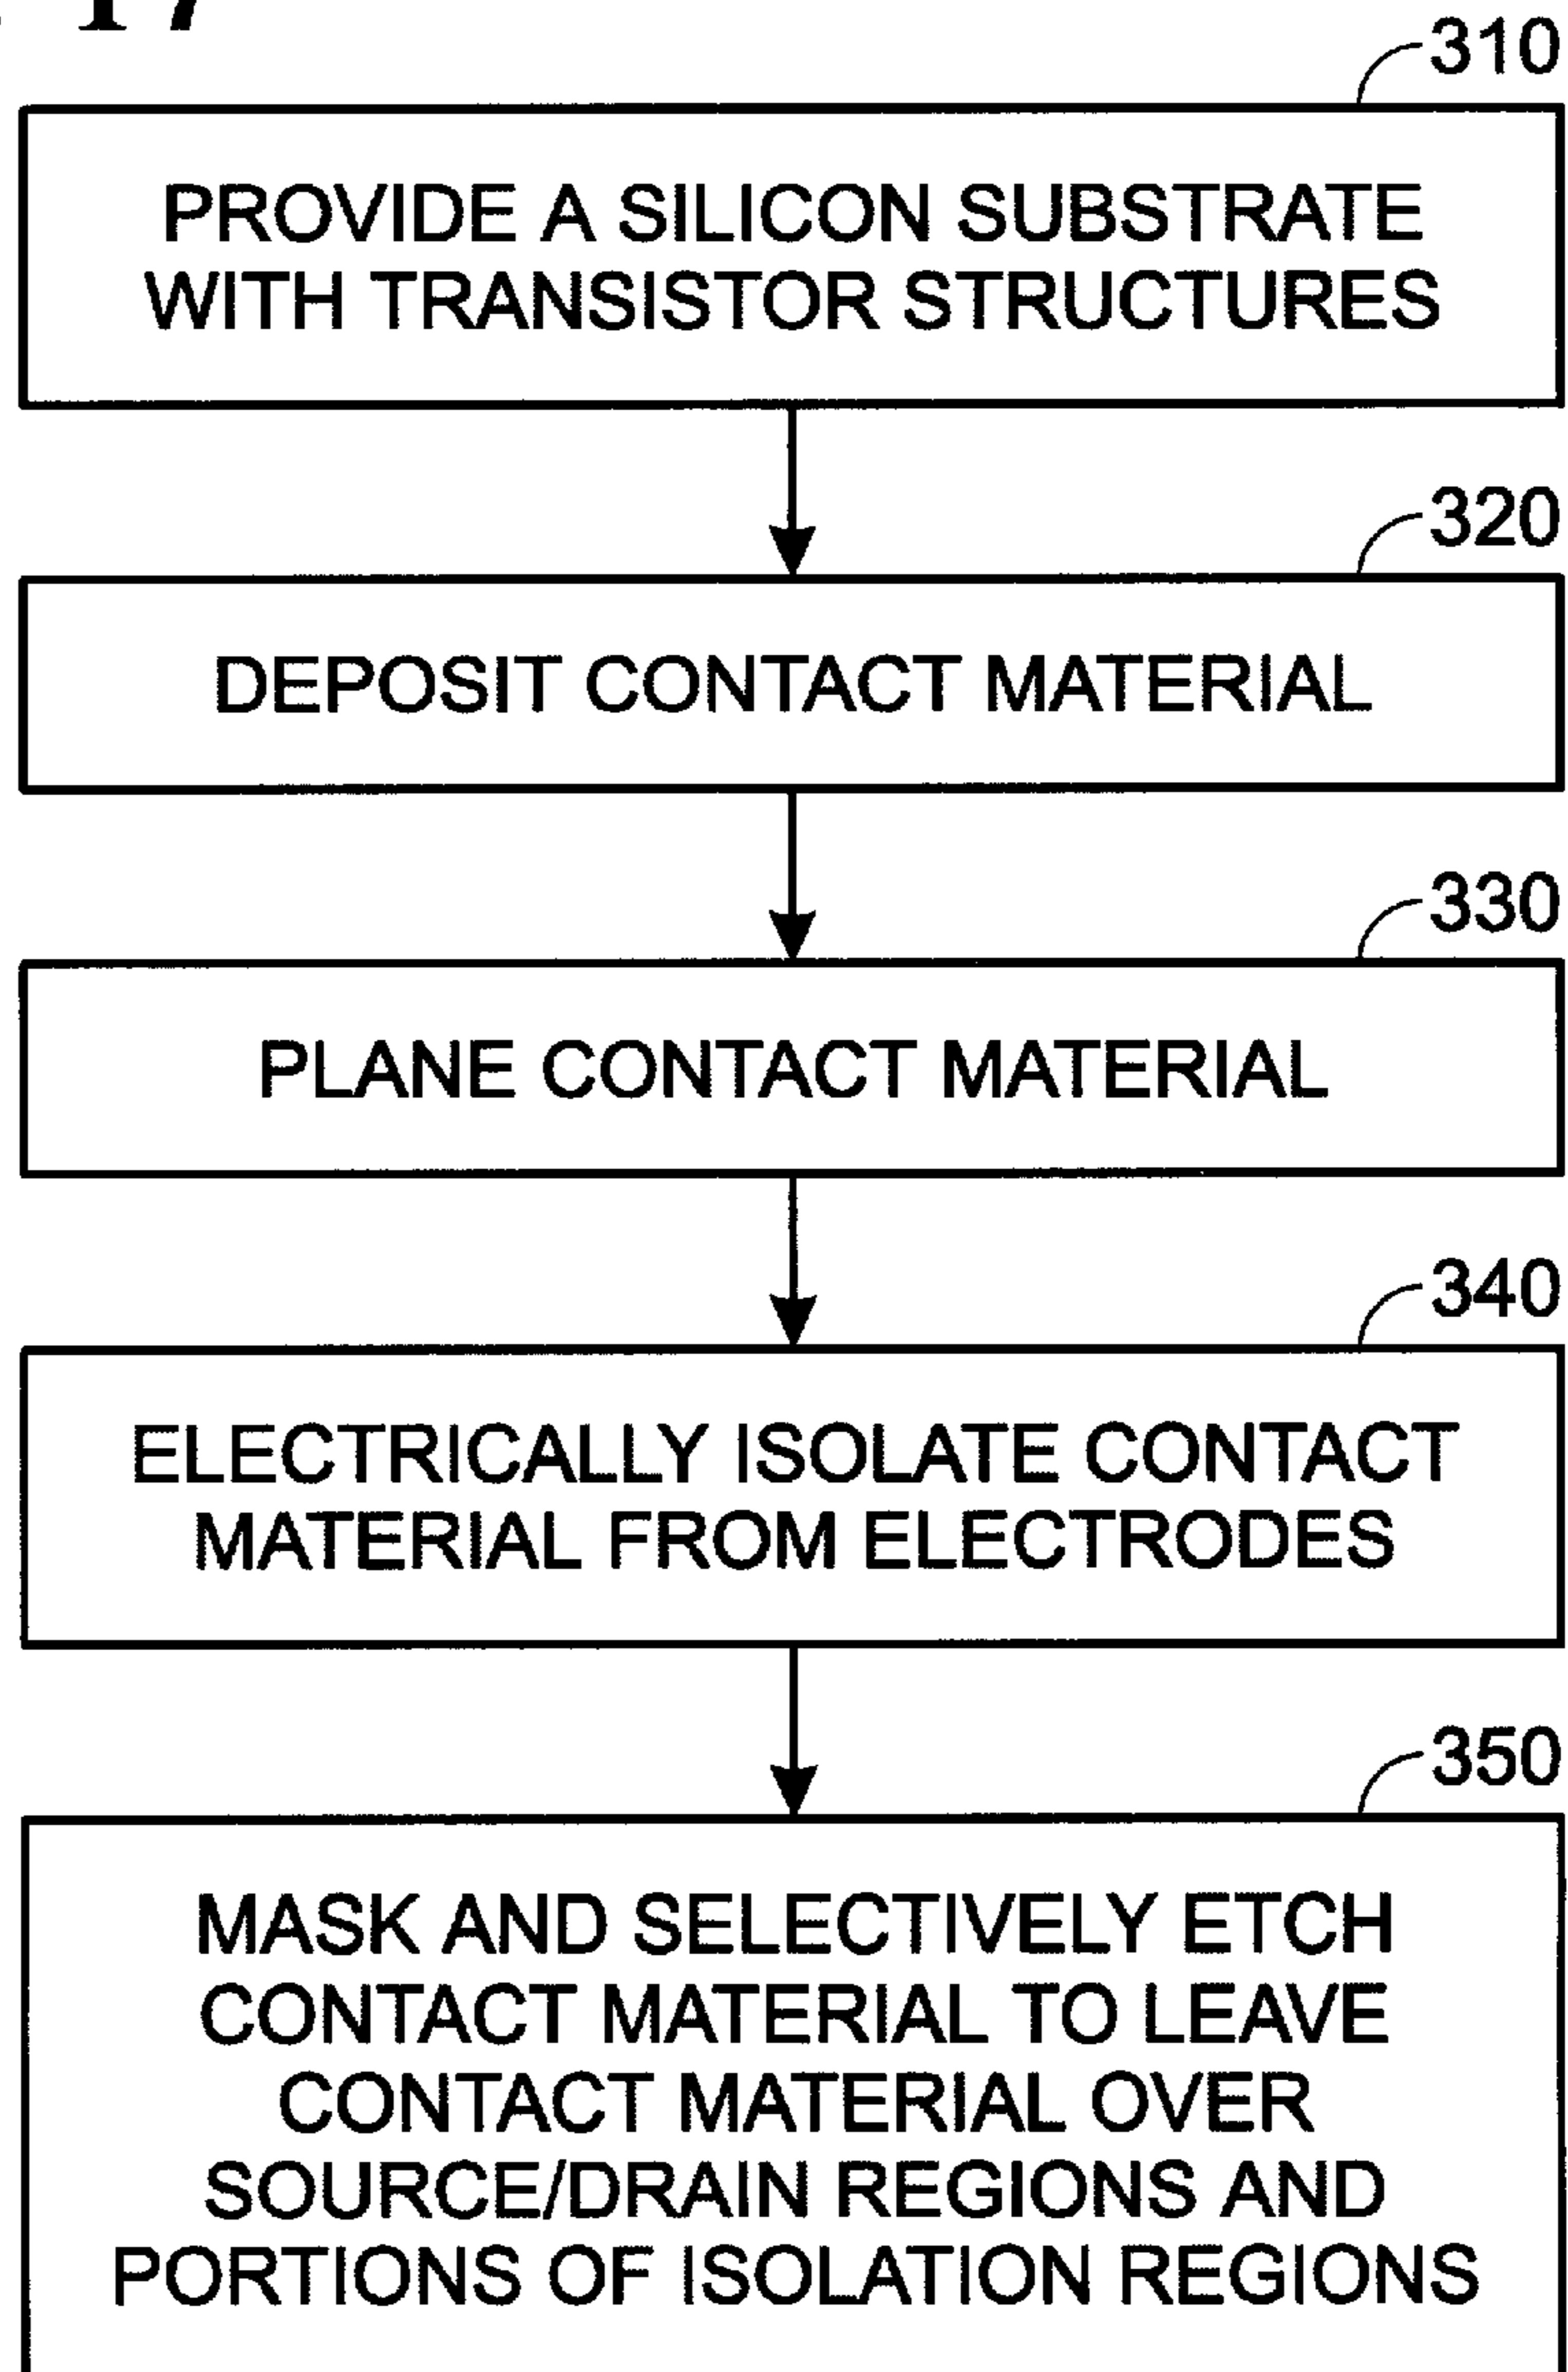 17
310
PROVIDE A SILICON SUBSTRATE
WITH TRANSISTOR STRUCTURES
320
DEPOSIT CONTACT MATERIAL
330
PLANE CONTACT MATERIAL
340
ELECTRICALLY ISOLATE CONTACT
MATERIAL FROM ELECTRODES
350
MASK AND SELECTIVELY ETCH
CONTACT MATERIAL TO LEAVE
CONTACT MATERIAL OVER
SOURCE/DRAIN REGIONS AND
PORTIONS OF ISOLATION REGIONS